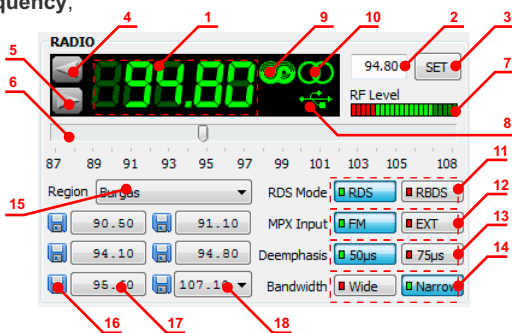 quency,
4 1 9 10 2 3
RADIO
5
94.80
94.80 SET
RF Level
7
6
8
87 89 91 93 95 97 99 101 103 105 108
11
Region Burgas RDS Mode RDS RBDS
15
12
90.50 91.10 MPX Input FM EXT
13
94.10 94.80 Deemphasis 50µs 75µs
14
107.10 Bandwidth Wide Narrow
16 17 18